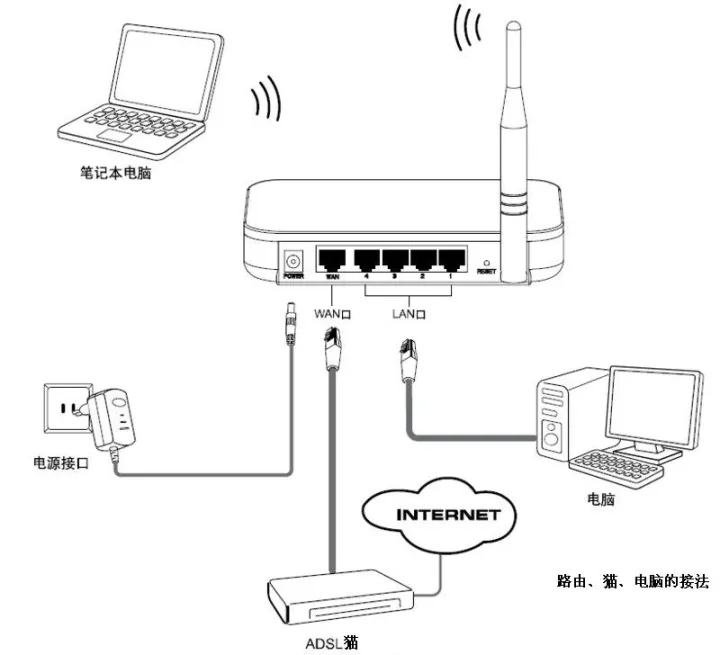 笔记本电脑
POWER
WAN
4
3
2
1
RESET
WAN口
LAN口
电源接口
电脑
INTERNET
路由、猫、电脑的接法
ADSL猫